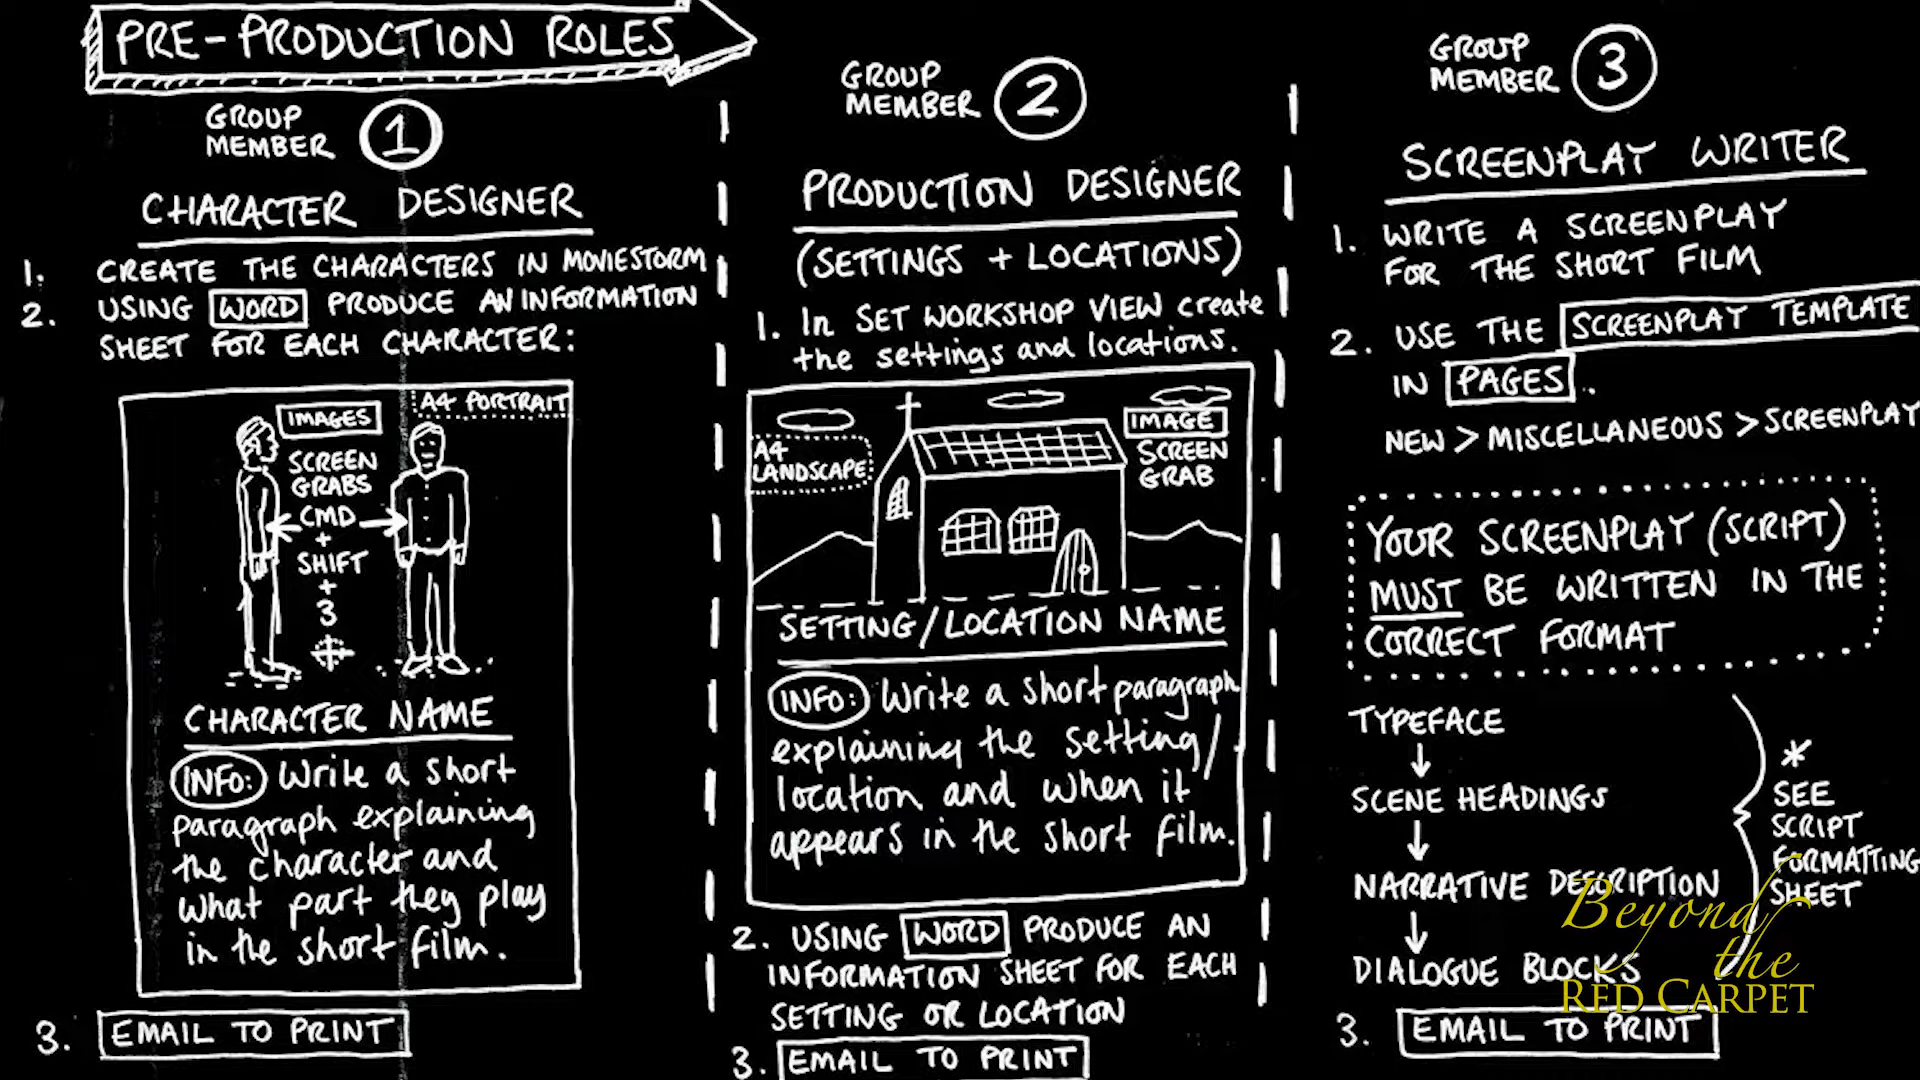 PRE-PRODUCTION ROLES
GROUP
MEMBER 1
CHARACTER DESIGNER
1. CREATE THE CHARACTERS IN MOVIESTORM
2. USING WORD PRODUCE AN INFORMATION
SHEET FOR EACH CHARACTER:
A4 PORTRAIT
IMAGES
SCREEN
GRABS
CMD
+
SHIFT
+
3
CHARACTER NAME
INFO: Write a short
paragraph explaining
the character and
what part they play
in the short film.
3. EMAIL TO PRINT
GROUP
MEMBER 2
PRODUCTION DESIGNER
(SETTINGS + LOCATIONS)
1. In SET WORKSHOP VIEW create
the settings and locations.
A4
LANDSCAPE
IMAGE
SCREEN
GRAB
SETTING/LOCATION NAME
INFO: Write a short paragraph
explaining the setting/
location and when it
appears in the short film.
2. USING WORD PRODUCE AN
INFORMATION SHEET FOR EACH
SETTING OR LOCATION
3. EMAIL TO PRINT
GROUP
MEMBER 3
SCREENPLAY WRITER
1. WRITE A SCREENPLAY
FOR THE SHORT FILM
2. USE THE SCREENPLAY TEMPLATE
IN PAGES.
NEW > MISCELLANEOUS > SCREENPLAY
YOUR SCREENPLAY (SCRIPT)
MUST BE WRITTEN IN THE
CORRECT FORMAT
TYPEFACE
SCENE HEADINGS
NARRATIVE DESCRIPTION
DIALOGUE BLOCKS
*
SEE
SCRIPT
FORMATTING
SHEET
3. EMAIL TO PRINT
Beyond
the
RED CARPET